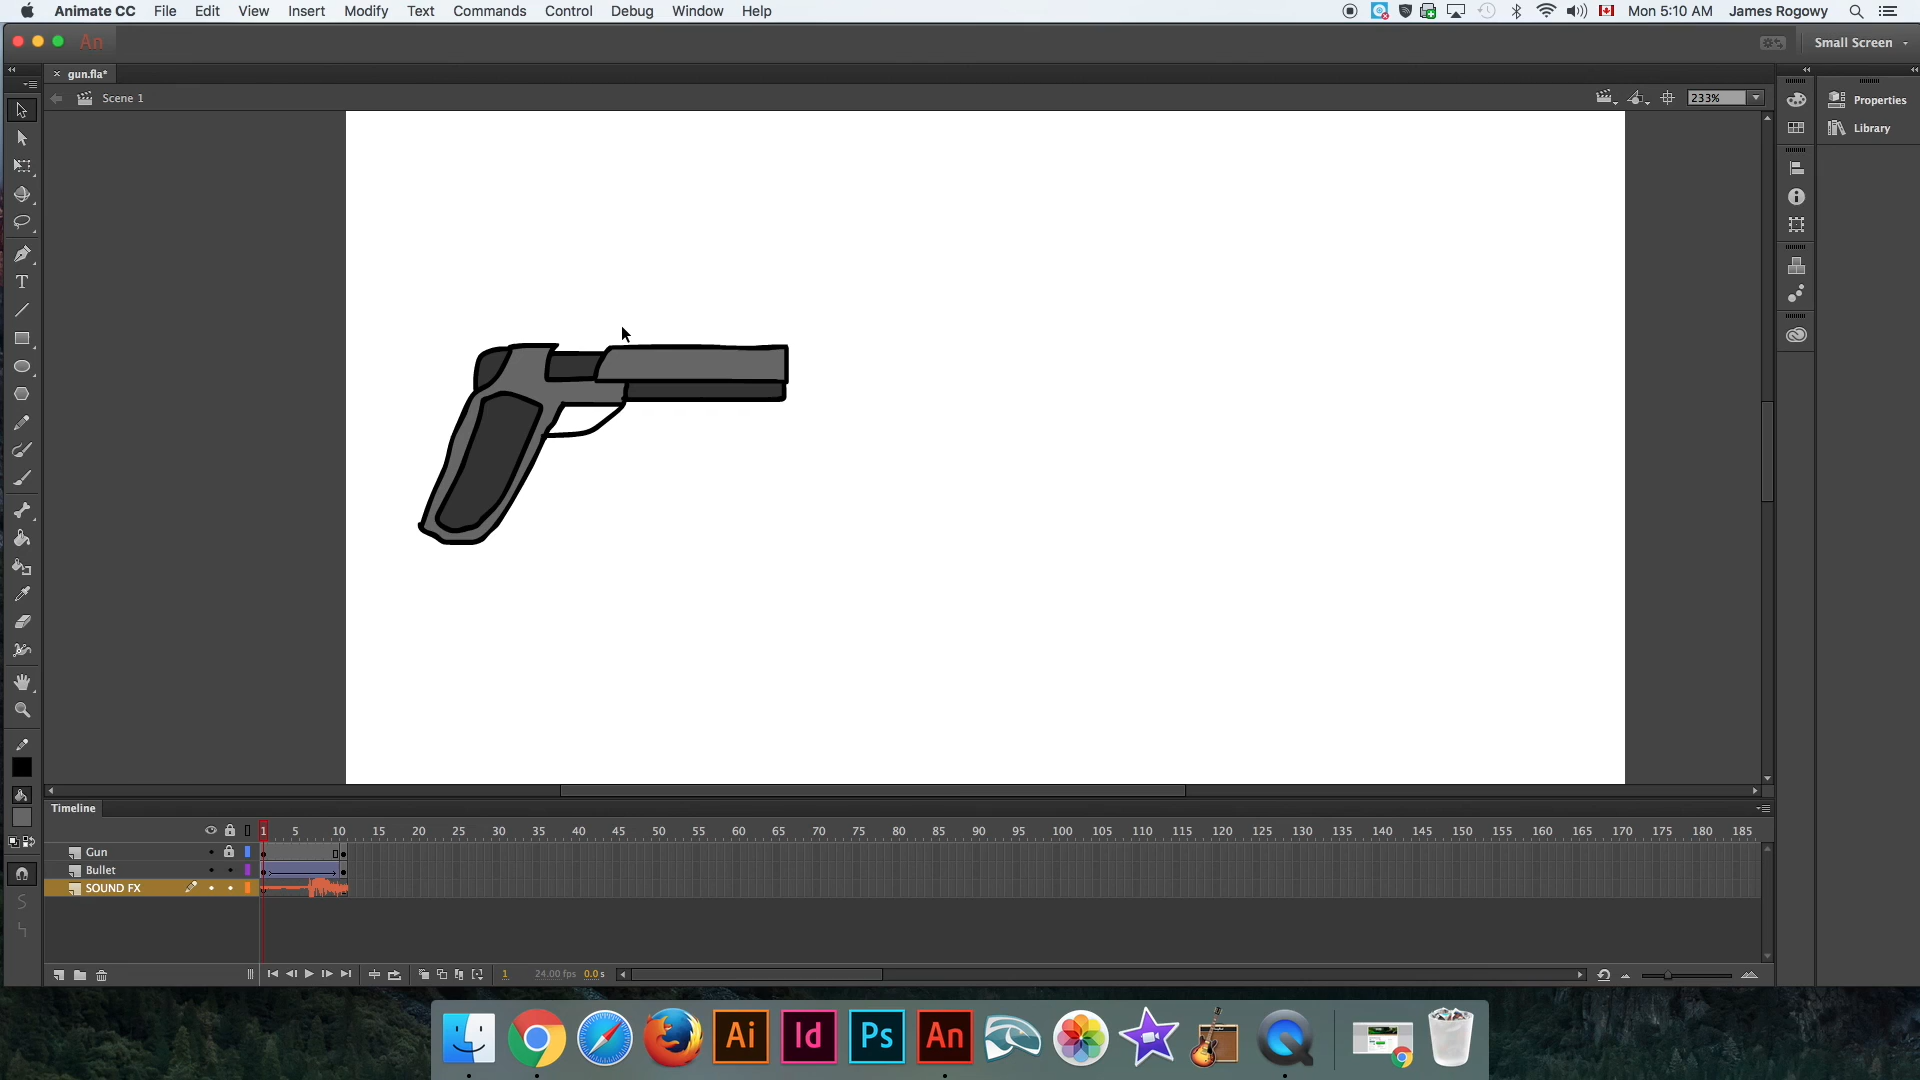 Animate CC File Edit View Insert Modify Text Commands Control Debug Window Help Mon 5:10 AM James Rogowy
An Small Screen
× gun.fla*
Scene 1 233% Properties
Library
T
Timeline
1 5 10 15 20 25 30 35 40 45 50 55 60 65 70 75 80 85 90 95 100 105 110 115 120 125 130 135 140 145 150 155 160 165 170 175 180 185
Gun
Bullet
SOUND FX
1 24.00 fps 0.0 s
Ai Id Ps An